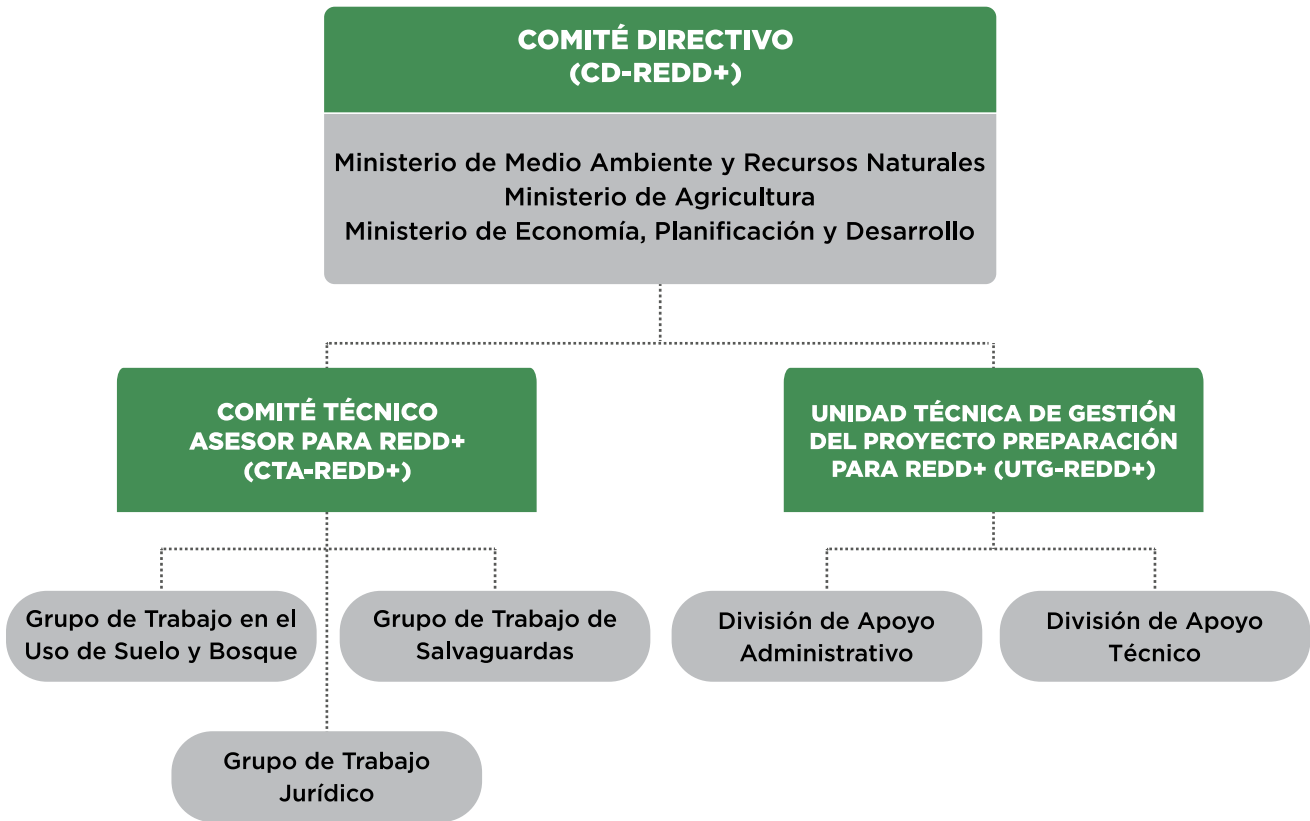 COMITÉ DIRECTIVO
(CD-REDD+)
Ministerio de Medio Ambiente y Recursos Naturales
Ministerio de Agricultura
Ministerio de Economía, Planificación y Desarrollo
COMITÉ TÉCNICO
ASESOR PARA REDD+
(CTA-REDD+)
UNIDAD TÉCNICA DE GESTIÓN
DEL PROYECTO PREPARACIÓN
PARA REDD+ (UTG-REDD+)
Grupo de Trabajo en el
Uso de Suelo y Bosque
Grupo de Trabajo de
Salvaguardas
División de Apoyo
Administrativo
División de Apoyo
Técnico
Grupo de Trabajo
Jurídico